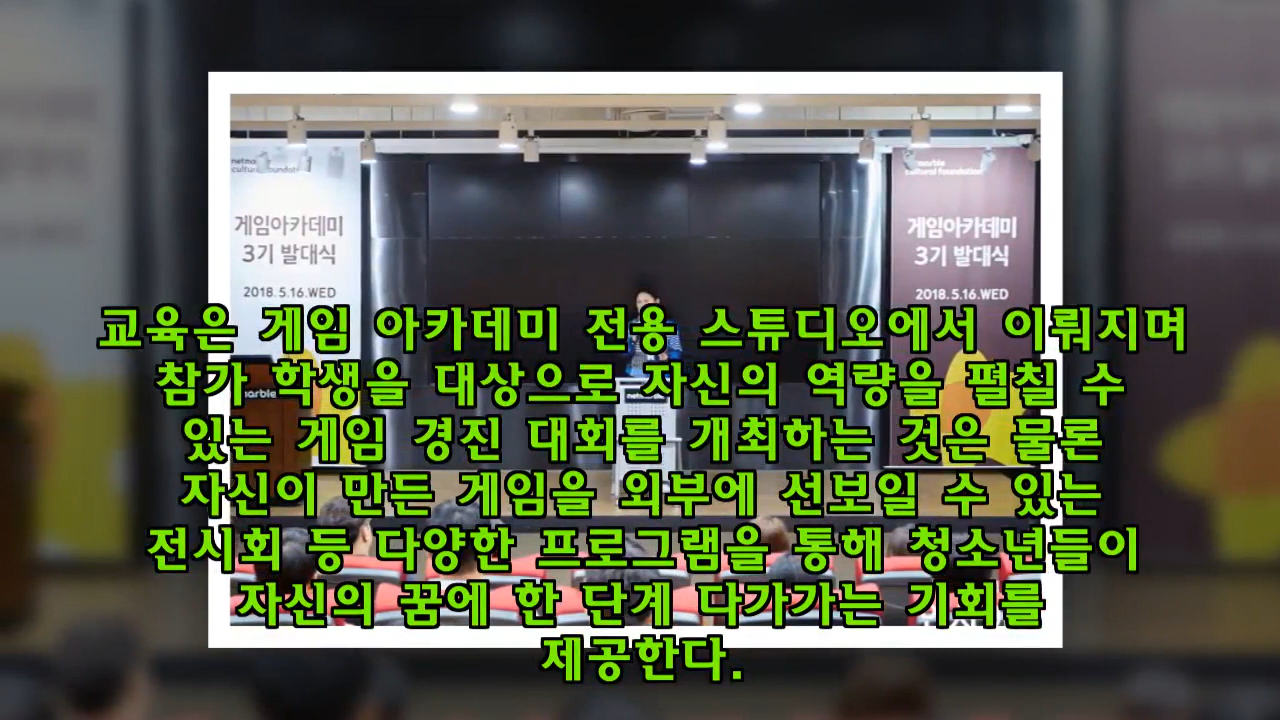 게임아카데미
3기 발대식
2018.5.16.WED
marble
cultural foundation
게임아카데미
3기 발대식
2018.5.16.WED
교육은 게임 아카데미 전용 스튜디오에서 이뤄지며
참가 학생을 대상으로 자신의 역량을 펼칠 수
있는 게임 경진 대회를 개최하는 것은 물론
자신이 만든 게임을 외부에 선보일 수 있는
전시회 등 다양한 프로그램을 통해 청소년들이
자신의 꿈에 한 단계 다가가는 기회를
제공한다.
marble